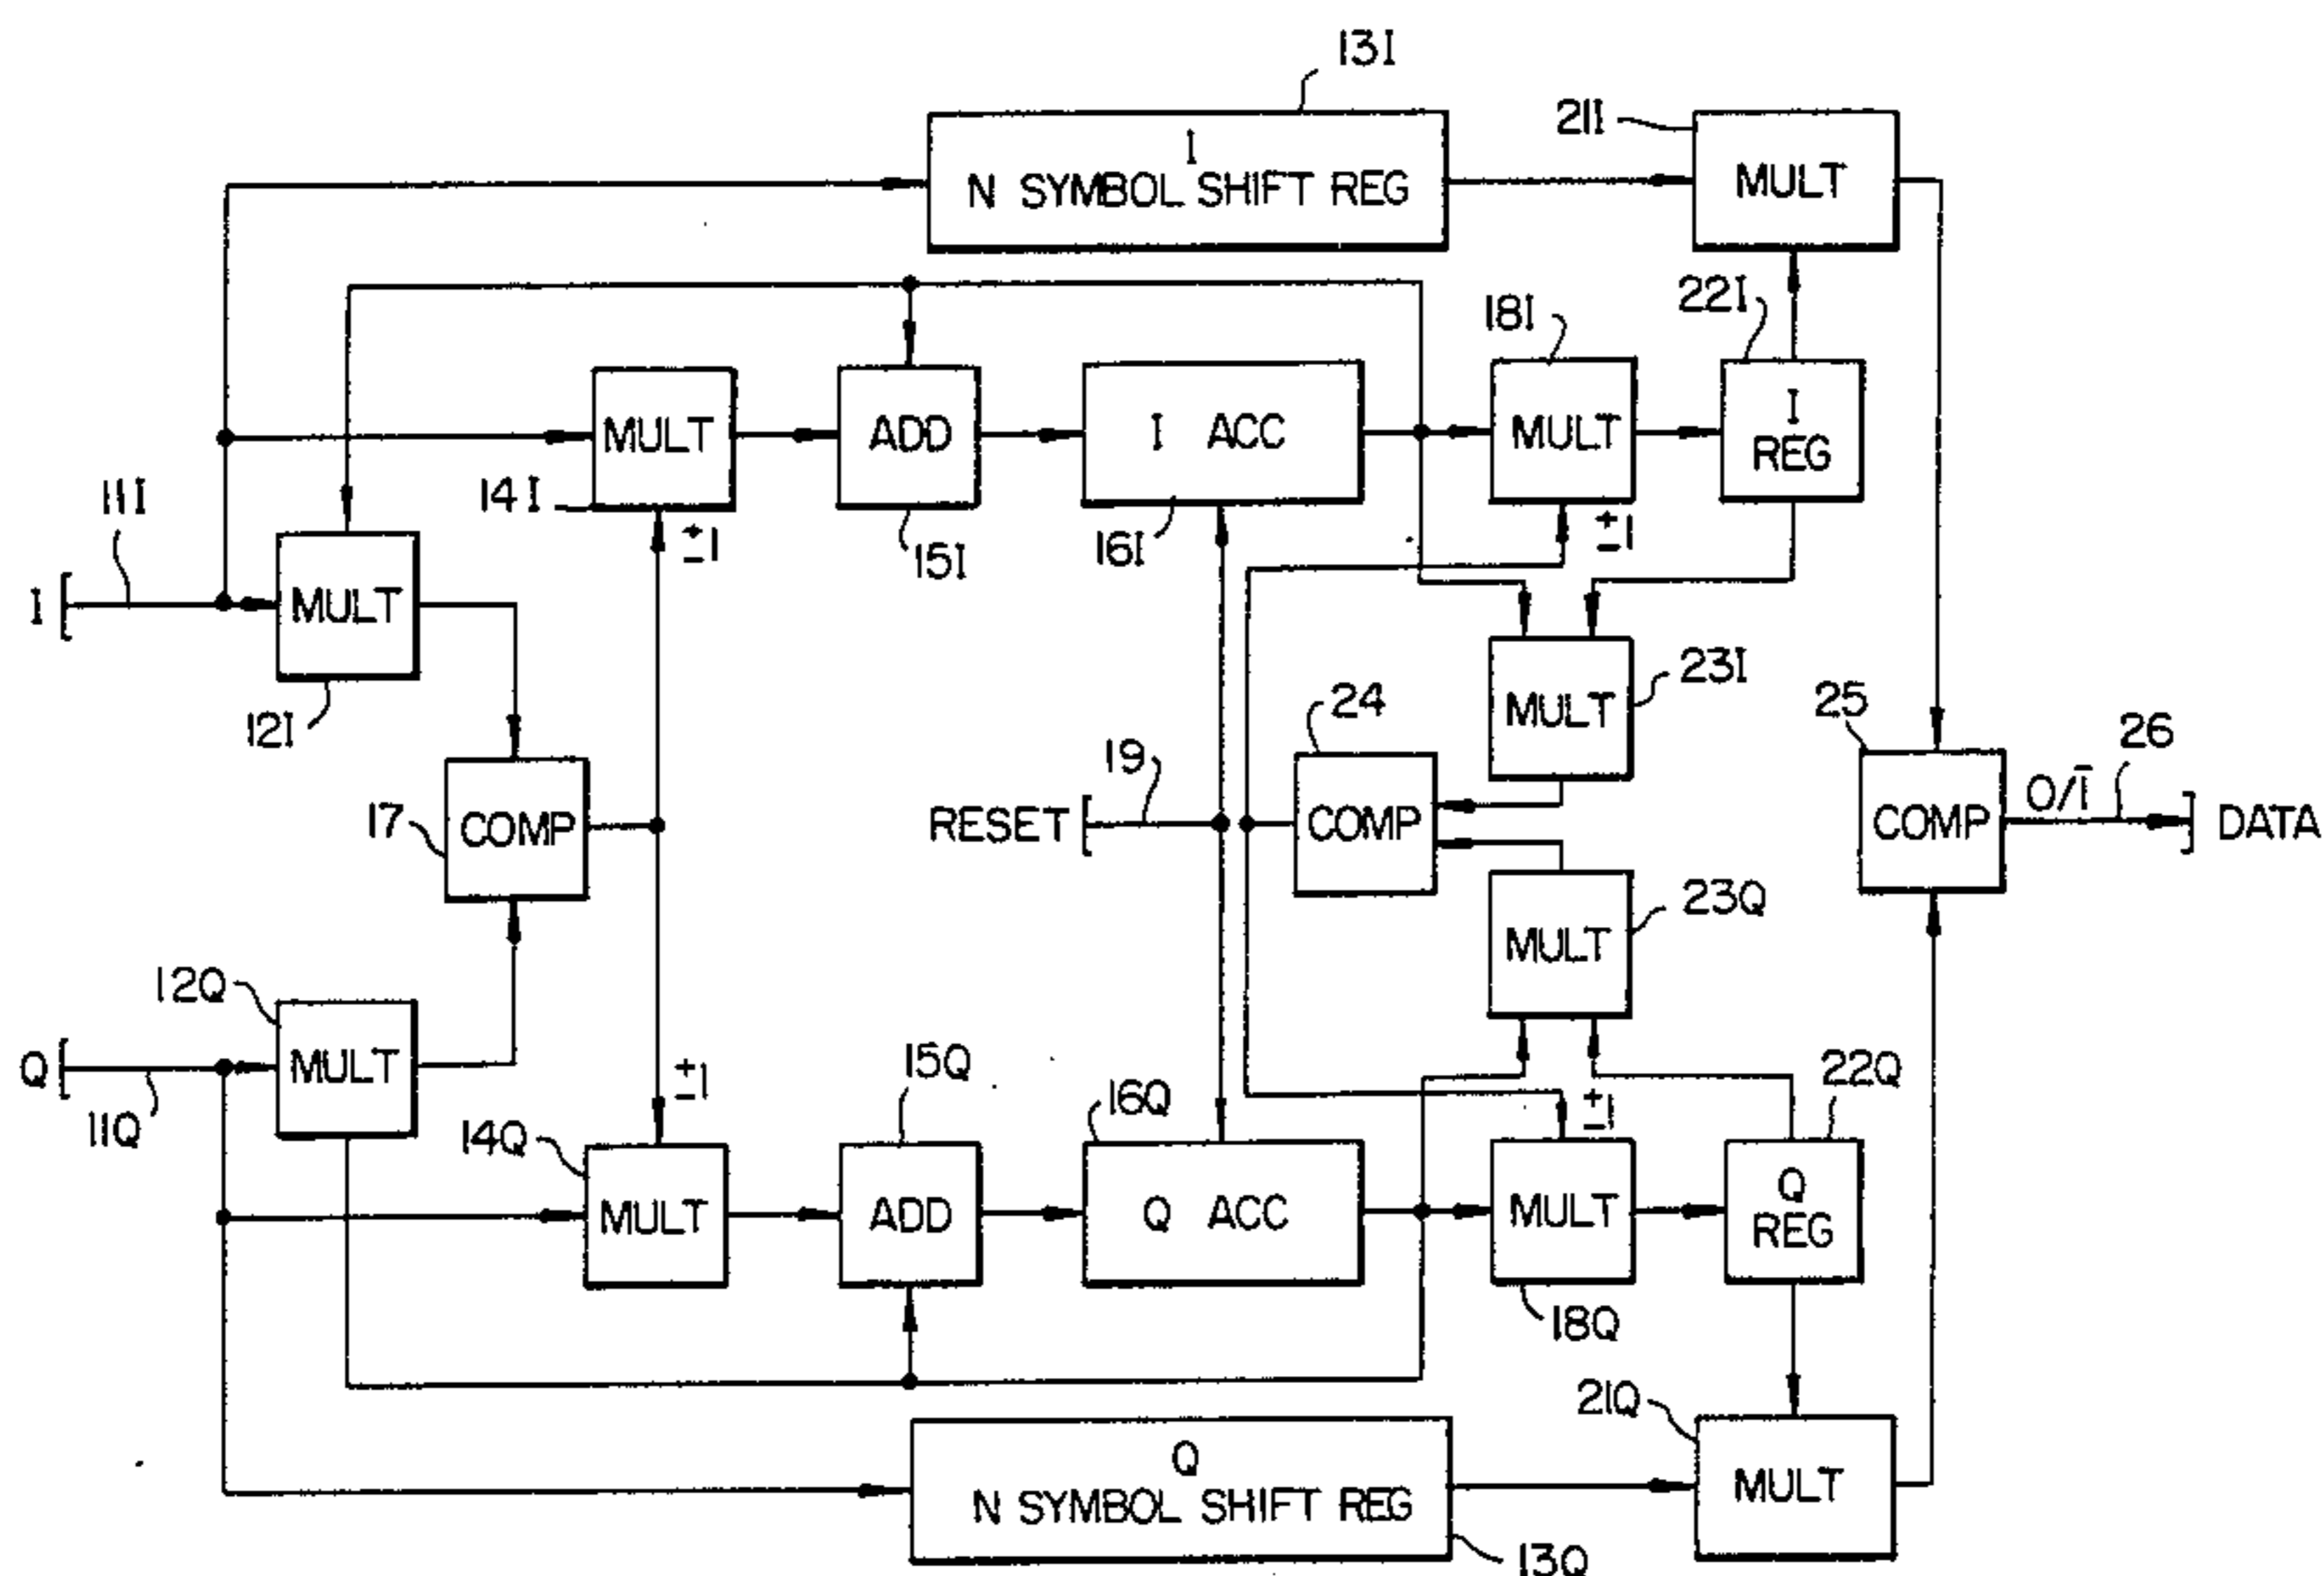 13I
21I
I
N SYMBOL SHIFT REG
MULT
22I
18I
MULT
ADD
I ACC
MULT
I
REG
11I
14I
±1
15I
16I
±1
I
MULT
12I
23I
MULT
24
25
26
17
COMP
19
RESET
COMP
COMP
0/1̄
DATA
23Q
MULT
12Q
Q
MULT
11Q
±1
15Q
16Q
±1
22Q
14Q
MULT
ADD
Q ACC
MULT
Q
REG
18Q
21Q
Q
N SYMBOL SHIFT REG
MULT
13Q